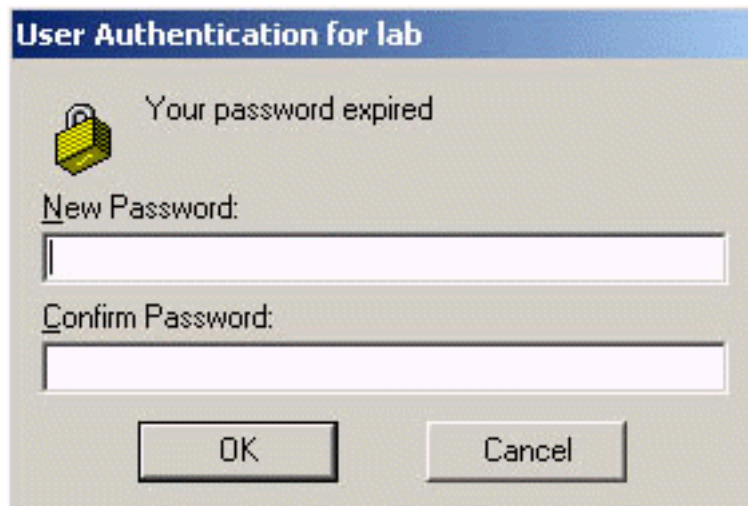 User Authentication for lab
Your password expired
New Password:
Confirm Password:
OK Cancel